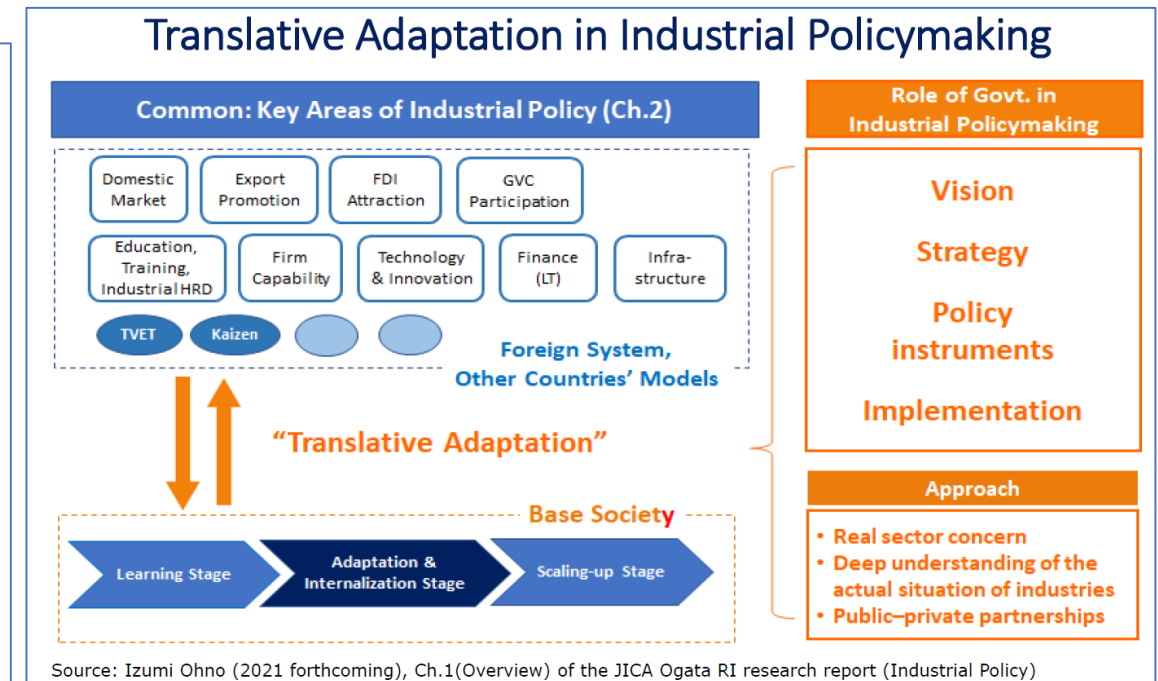 Translative Adaptation in Industrial Policymaking
Common: Key Areas of Industrial Policy (Ch.2)
Domestic
Market
Export
Promotion
FDI
Attraction
GVC
Participation
Education,
Training,
Industrial HRD
Firm
Capability
Technology
& Innovation
Finance
(LT)
Infra-
structure
TVET
Kaizen
Foreign System,
Other Countries’ Models
“Translative Adaptation”
Base Society
Learning Stage
Adaptation &
Internalization Stage
Scaling-up Stage
Role of Govt. in
Industrial Policymaking
Vision
Strategy
Policy
instruments
Implementation
Approach
• Real sector concern
• Deep understanding of the
actual situation of industries
• Public–private partnerships
Source: Izumi Ohno (2021 forthcoming), Ch.1(Overview) of the JICA Ogata RI research report (Industrial Policy)